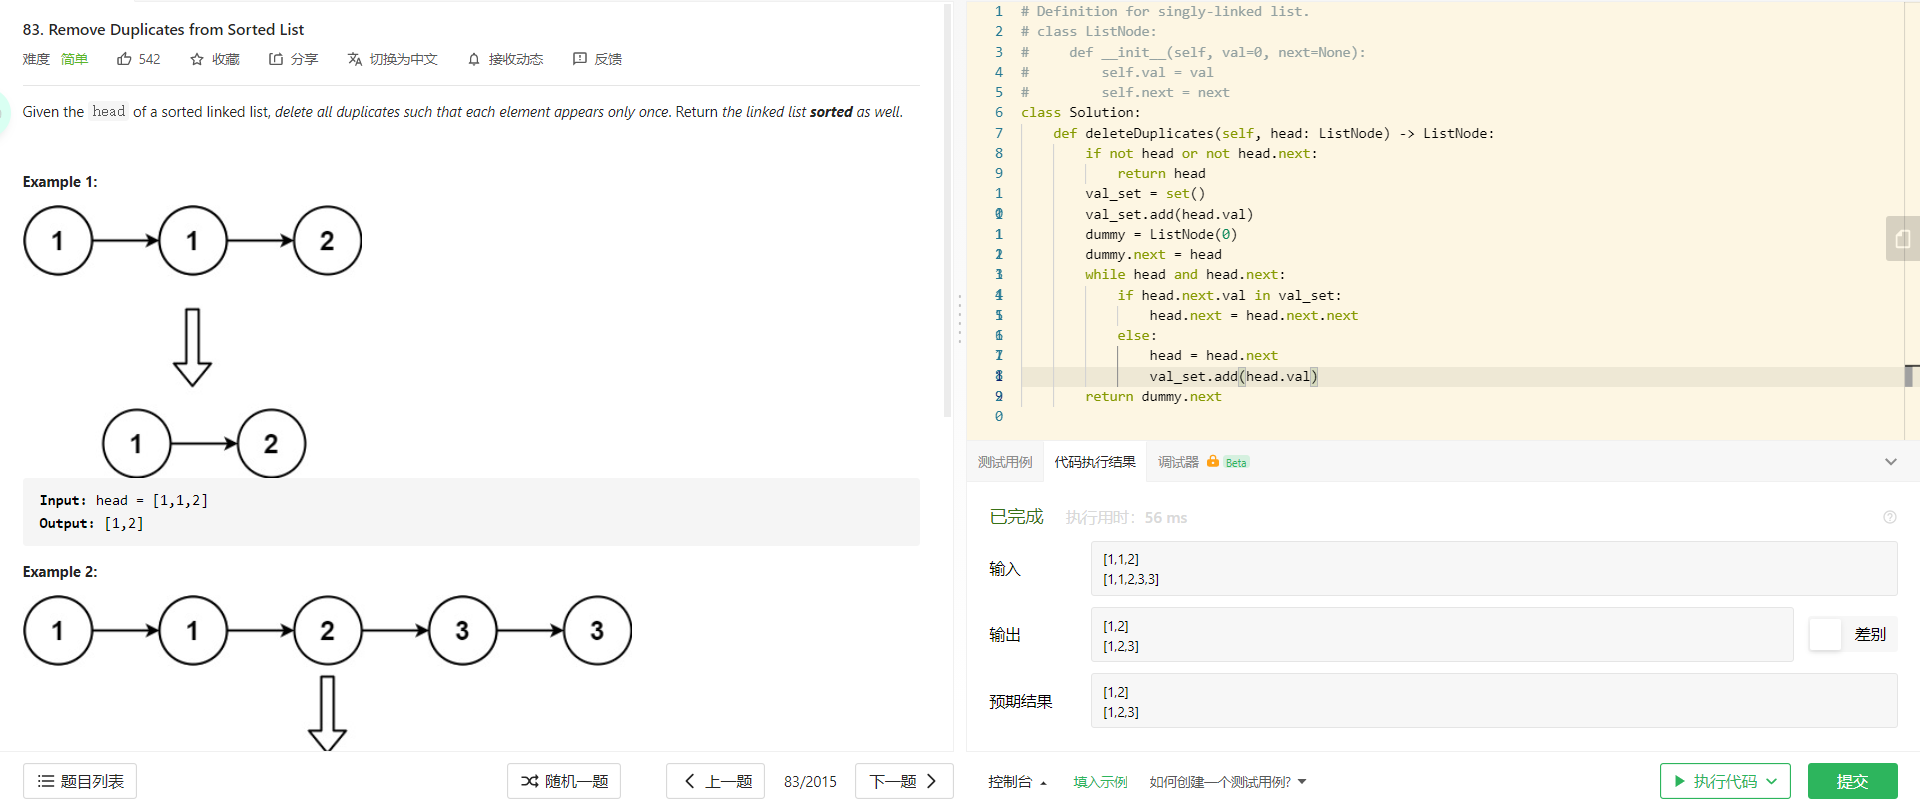 83. Remove Duplicates from Sorted List
难度 简单 542 收藏 分享 切换为中文 接收动态 反馈
Given the head of a sorted linked list, delete all duplicates such that each element appears only once. Return the linked list sorted as well.
Example 1:
1 1 2
1 2
Input: head = [1,1,2]
Output: [1,2]
Example 2:
1 1 2 3 3
题目列表 随机一题 上一题 83/2015 下一题
1 # Definition for singly-linked list.
2 # class ListNode:
3 #     def __init__(self, val=0, next=None):
4 #         self.val = val
5 #         self.next = next
6 class Solution:
7     def deleteDuplicates(self, head: ListNode) -> ListNode:
8         if not head or not head.next:
9             return head
        val_set = set()
        val_set.add(head.val)
        dummy = ListNode(0)
        dummy.next = head
        while head and head.next:
            if head.next.val in val_set:
                head.next = head.next.next
            else:
                head = head.next
                val_set.add(head.val)
        return dummy.next
测试用例 代码执行结果 调试器 Beta
已完成 执行用时: 56 ms
输入
[1,1,2]
[1,1,2,3,3]
输出
[1,2]
[1,2,3]
差别
预期结果
[1,2]
[1,2,3]
控制台 填入示例 如何创建一个测试用例? 执行代码 提交